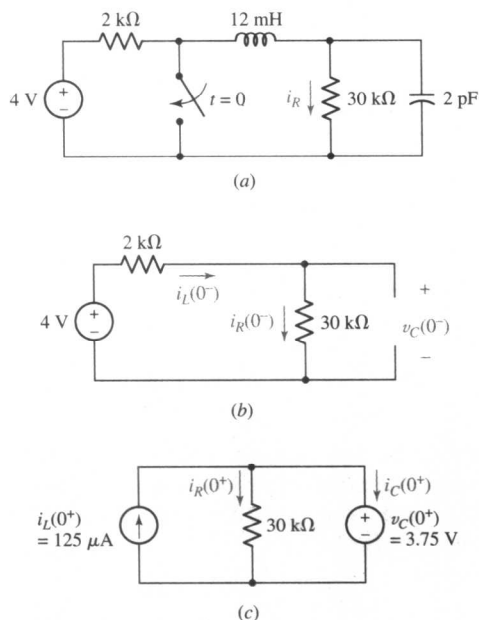 2 kΩ
12 mH
4 V
+
−
t = 0
i_R
30 kΩ
2 pF
(a)
2 kΩ
i_L(0⁻)
4 V
+
−
i_R(0⁻)
30 kΩ
+
v_C(0⁻)
−
(b)
i_R(0⁺)
i_C(0⁺)
i_L(0⁺)
= 125 μA
30 kΩ
+
−
v_C(0⁺)
= 3.75 V
(c)